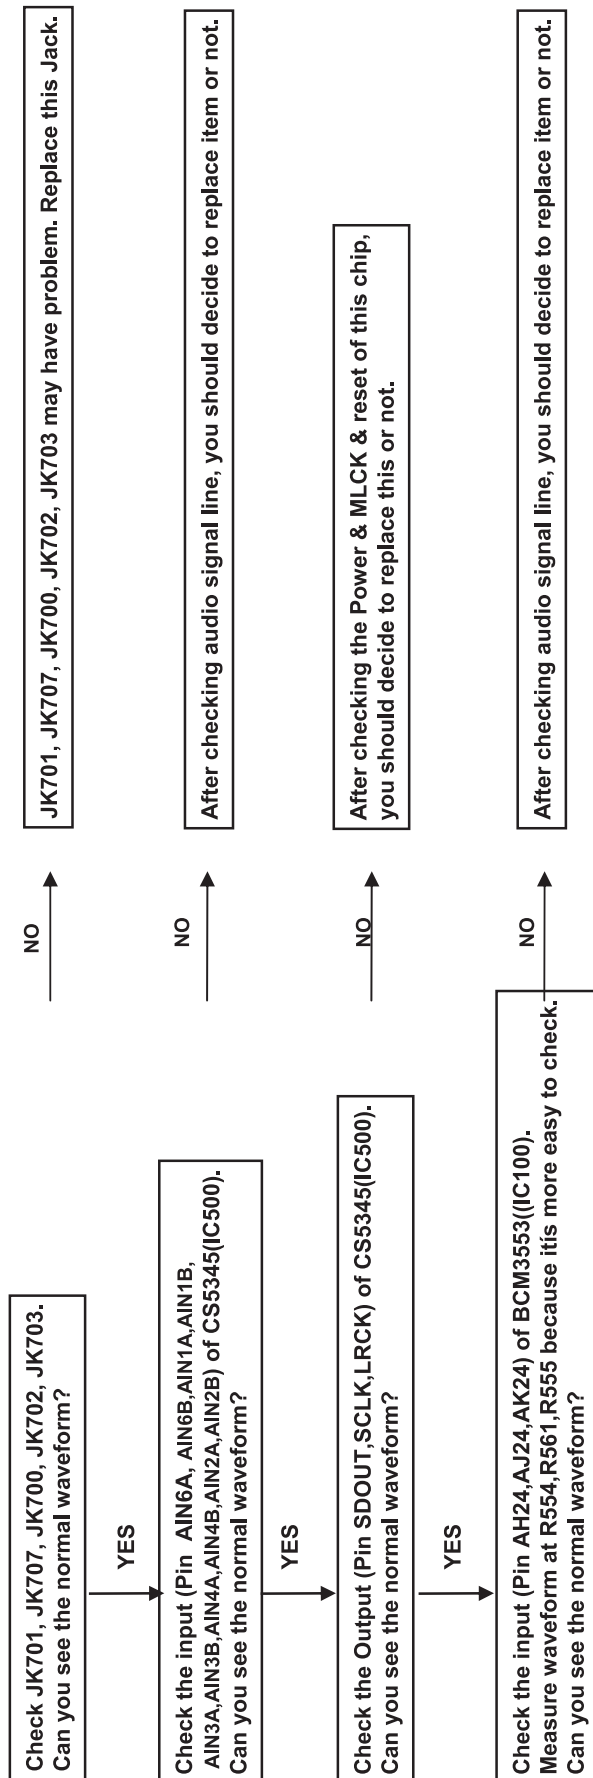 Check JK701, JK707, JK700, JK702, JK703.
Can you see the normal waveform?
NO
JK701, JK707, JK700, JK702, JK703 may have problem. Replace this Jack.
YES
Check the input (Pin AIN6A, AIN6B,AIN1A,AIN1B,
AIN3A,AIN3B,AIN4A,AIN4B,AIN2A,AIN2B) of CS5345(IC500).
Can you see the normal waveform?
NO
After checking audio signal line, you should decide to replace item or not.
YES
Check the Output (Pin SDOUT,SCLK,LRCK) of CS5345(IC500).
Can you see the normal waveform?
NO
After checking the Power & MLCK & reset of this chip,
you should decide to replace this or not.
YES
Check the input (Pin AH24,AJ24,AK24) of BCM3553((IC100).
Measure waveform at R554,R561,R555 because itís more easy to check.
Can you see the normal waveform?
NO
After checking audio signal line, you should decide to replace item or not.